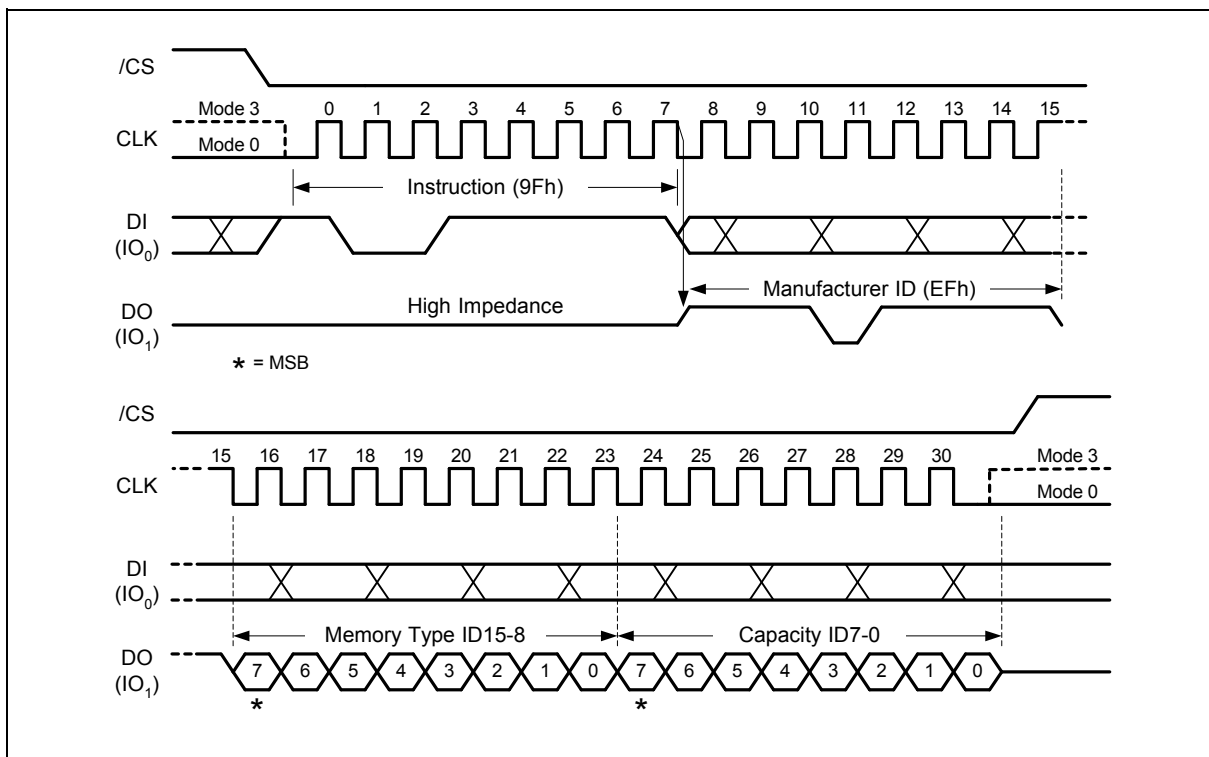 /CS
Mode 3 0 1 2 3 4 5 6 7 8 9 10 11 12 13 14 15
CLK
Mode 0
Instruction (9Fh)
DI
(IO₀)
Manufacturer ID (EFh)
High Impedance
DO
(IO₁)
* = MSB
/CS
15 16 17 18 19 20 21 22 23 24 25 26 27 28 29 30 Mode 3
CLK
Mode 0
DI
(IO₀)
Memory Type ID15-8 Capacity ID7-0
DO 7 6 5 4 3 2 1 0 7 6 5 4 3 2 1 0
(IO₁)
* *